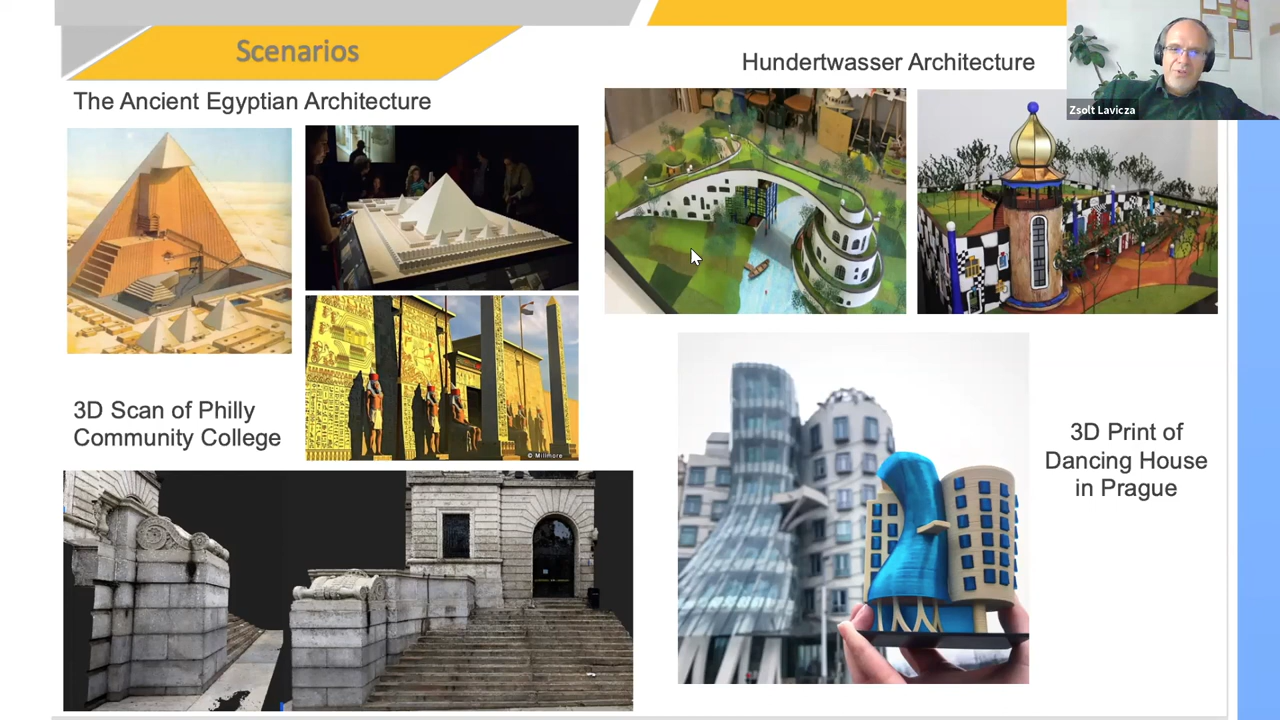 Scenarios
The Ancient Egyptian Architecture
Hundertwasser Architecture
Zsolt Lavicza
© Millmore
3D Scan of Philly
Community College
3D Print of
Dancing House
in Prague